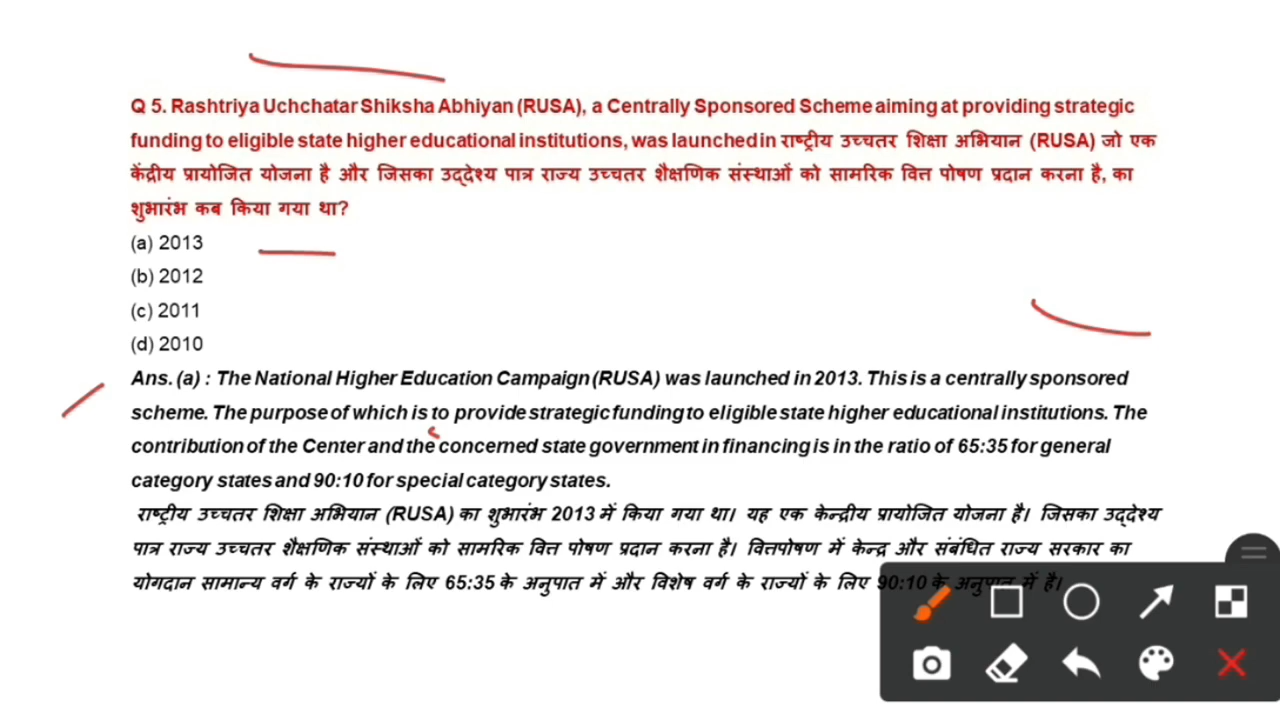 Q 5. Rashtriya Uchchatar Shiksha Abhiyan (RUSA), a Centrally Sponsored Scheme aiming at providing strategic
funding to eligible state higher educational institutions, was launched in राष्ट्रीय उच्चतर शिक्षा अभियान (RUSA) जो एक
केंद्रीय प्रायोजित योजना है और जिसका उद्देश्य पात्र राज्य उच्चतर शैक्षणिक संस्थाओं को सामरिक वित्त पोषण प्रदान करना है, का
शुभारंभ कब किया गया था?
(a) 2013
(b) 2012
(c) 2011
(d) 2010
Ans. (a) : The National Higher Education Campaign (RUSA) was launched in 2013. This is a centrally sponsored
scheme. The purpose of which is to provide strategic funding to eligible state higher educational institutions. The
contribution of the Center and the concerned state government in financing is in the ratio of 65:35 for general
category states and 90:10 for special category states.
राष्ट्रीय उच्चतर शिक्षा अभियान (RUSA) का शुभारंभ 2013 में किया गया था। यह एक केन्द्रीय प्रायोजित योजना है। जिसका उद्देश्य
पात्र राज्य उच्चतर शैक्षणिक संस्थाओं को सामरिक वित्त पोषण प्रदान करना है। वित्तपोषण में केन्द्र और संबंधित राज्य सरकार का
योगदान सामान्य वर्ग के राज्यों के लिए 65:35 के अनुपात में और विशेष वर्ग के राज्यों के लिए 90:10 के अनुपात में है।